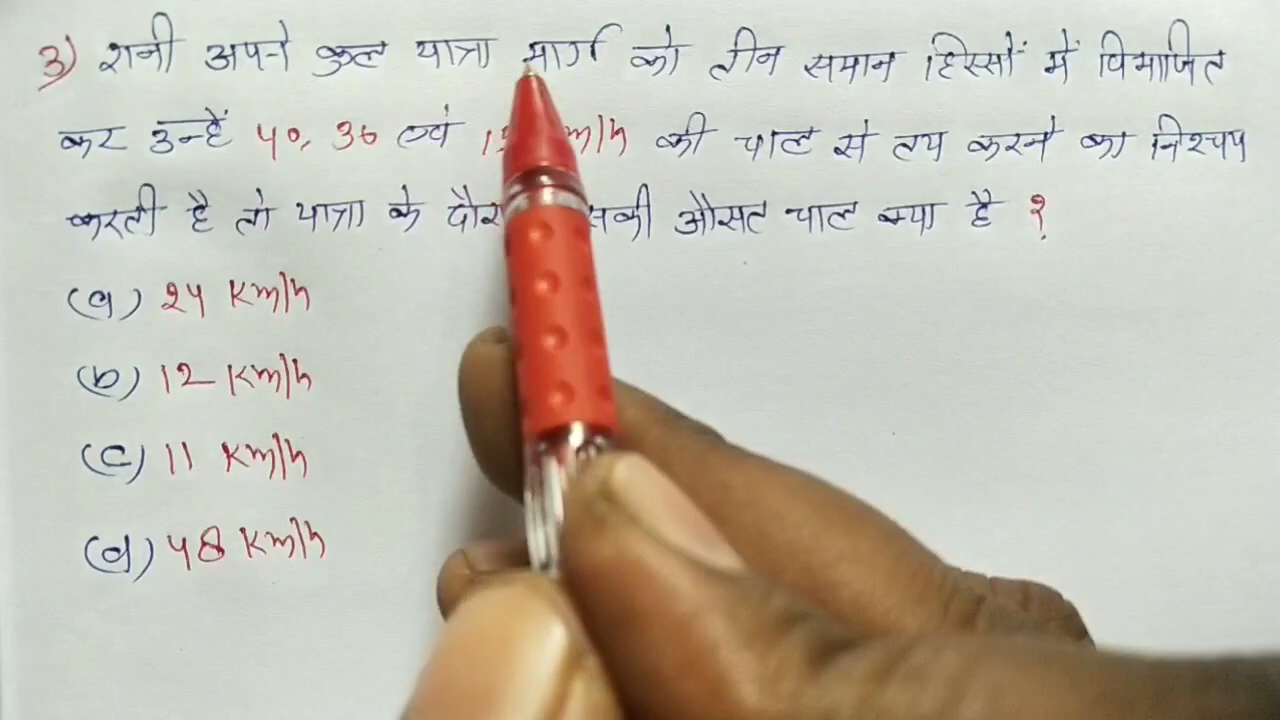 3) रानी अपने कुल यात्रा मार्ग को तीन समान हिस्सों में विभाजित
कर उन्हें 40, 30 एवं km/h की चाल से तय करने का निश्चय
करती है तो यात्रा के औसत चाल क्या है ?
(a) 24 km/h
(b) 12 km/h
(c) 11 km/h
(d) 48 km/h